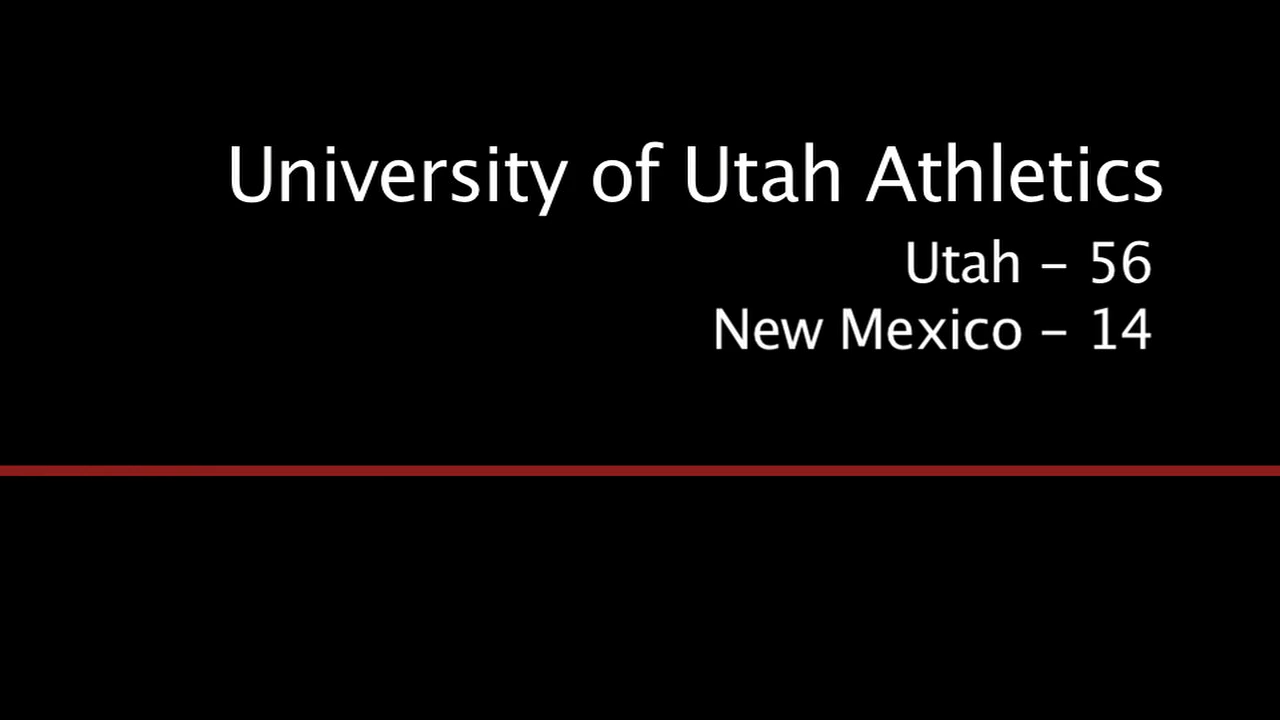 University of Utah Athletics
Utah – 56
New Mexico – 14